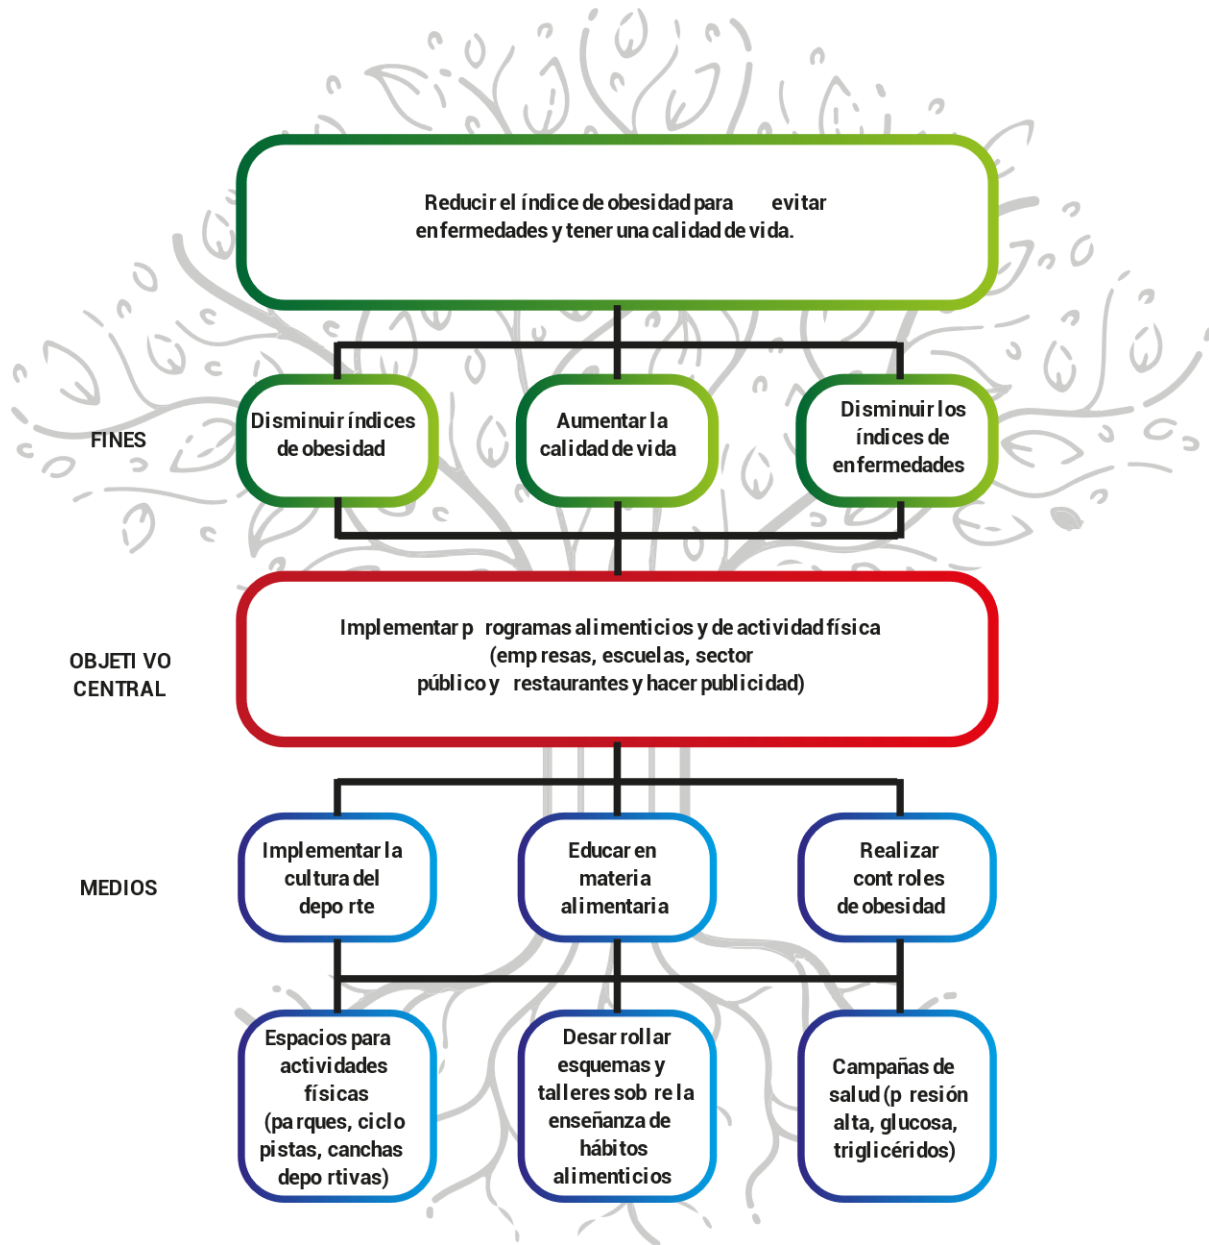 Reducir el índice de obesidad para evitar
enfermedades y tener una calidad de vida.
FINES
Disminuir índices
de obesidad
Aumentar la
calidad de vida
Disminuir los
índices de
enfermedades
OBJETIVO
CENTRAL
Implementar programas alimenticios y de actividad física
(empresas, escuelas, sector
público y restaurantes y hacer publicidad)
MEDIOS
Implementar la
cultura del
deporte
Educar en
materia
alimentaria
Realizar
controles
de obesidad
Espacios para
actividades
físicas
(parques, ciclo
pistas, canchas
deportivas)
Desarrollar
esquemas y
talleres sobre la
enseñanza de
hábitos
alimenticios
Campañas de
salud (presión
alta, glucosa,
triglicéridos)